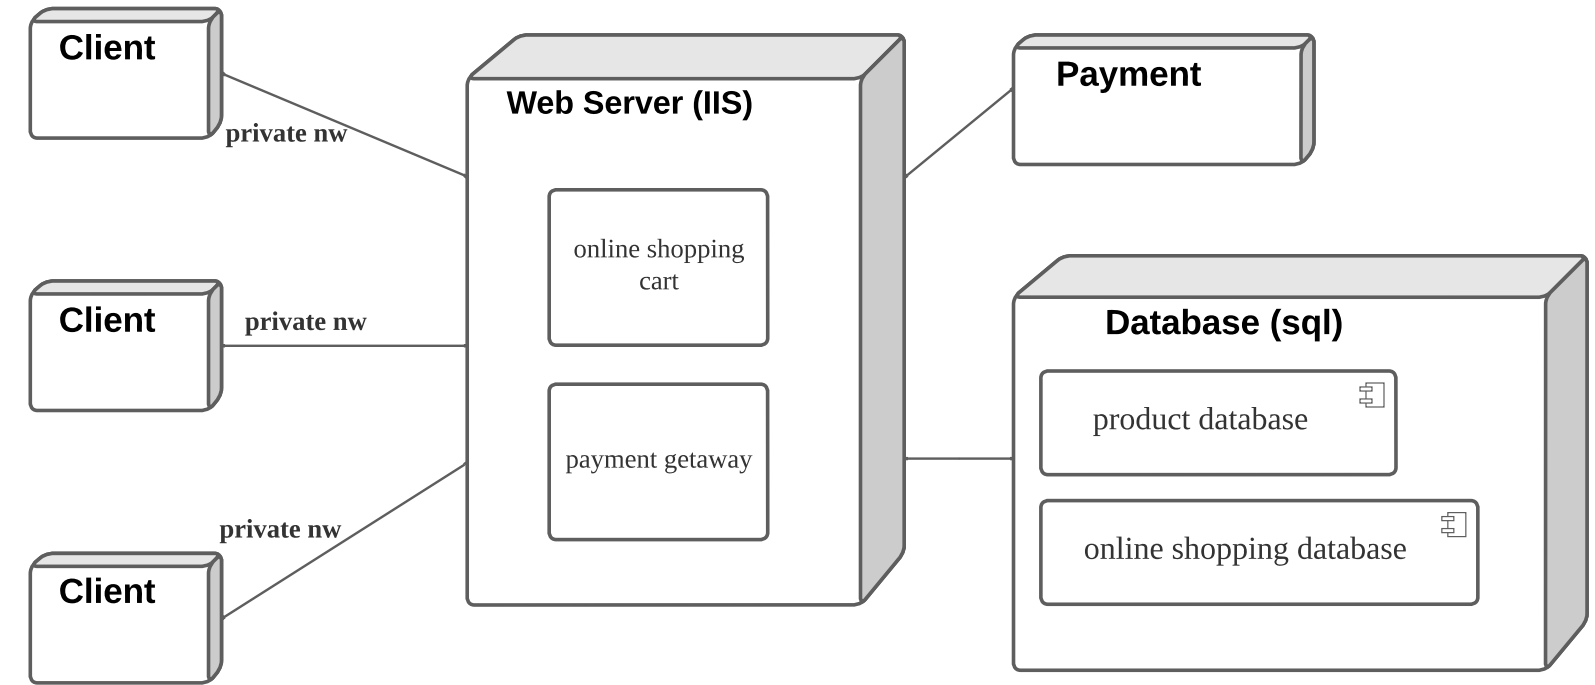 Client
private nw
Client
private nw
Client
private nw
Web Server (IIS)
online shopping
cart
payment getaway
Payment
Database (sql)
product database
online shopping database